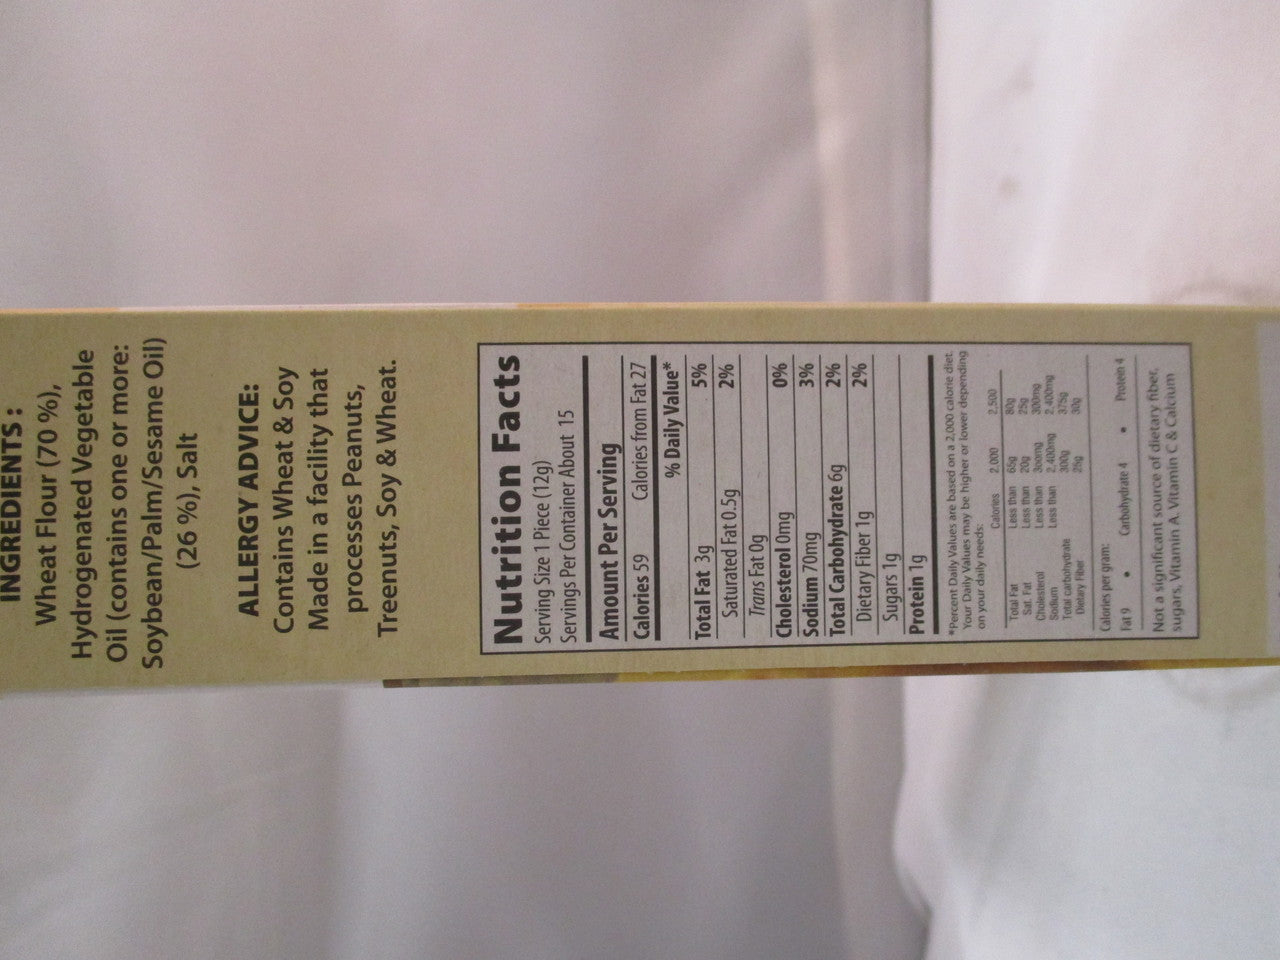 INGREDIENTS :
Wheat Flour (70 %),
Hydrogenated Vegetable
Oil (contains one or more:
Soybean/Palm/Sesame Oil)
(26 %), Salt
ALLERGY ADVICE:
Contains Wheat & Soy
Made in a facility that
processes Peanuts,
Treenuts, Soy & Wheat.
Nutrition Facts
Serving Size 1 Piece (12g)
Servings Per Container About 15
Amount Per Serving
Calories 59 Calories from Fat 27
% Daily Value*
Total Fat 3g 5%
Saturated Fat 0.5g 2%
Trans Fat 0g
Cholesterol 0mg 0%
Sodium 70mg 3%
Total Carbohydrate 6g 2%
Dietary Fiber 1g 2%
Sugars 1g
Protein 1g
*Percent Daily Values are based on a 2,000 calorie diet.
Your Daily Values may be higher or lower depending
on your daily needs:
Calories 2,000 2,500
Total Fat Less than 65g 80g
Sat. Fat Less than 20g 25g
Cholesterol Less than 300mg 300mg
Sodium Less than 2,400mg 2,400mg
Total carbohydrate 300g 375g
Dietary Fiber 25g 30g
Calories per gram:
Fat 9 • Carbohydrate 4 • Protein 4
Not a significant source of dietary fiber,
sugars, Vitamin A, Vitamin C & Calcium